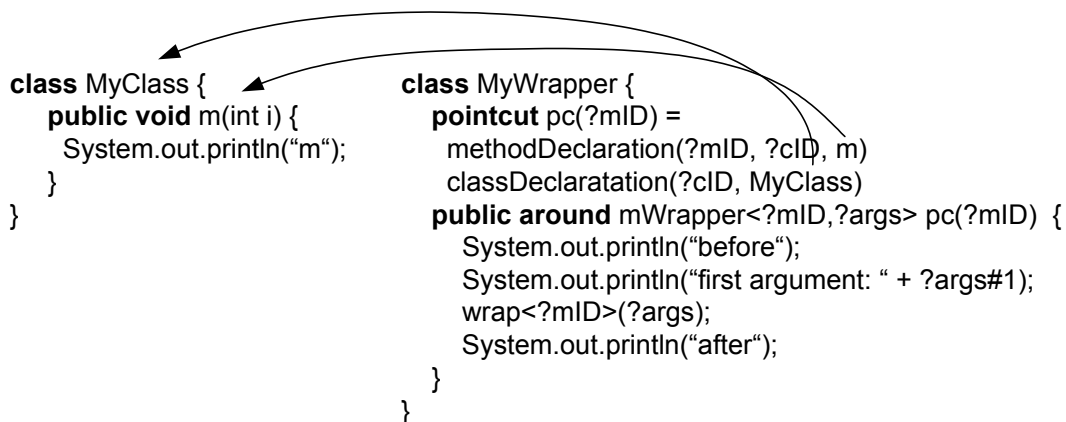 class MyClass {
public void m(int i) {
System.out.println(“m“);
}
}
class MyWrapper {
pointcut pc(?mID) =
methodDeclaration(?mID, ?cID, m)
classDeclaratation(?cID, MyClass)
public around mWrapper<?mID,?args> pc(?mID) {
System.out.println(“before“);
System.out.println(“first argument: “ + ?args#1);
wrap<?mID>(?args);
System.out.println(“after“);
}
}